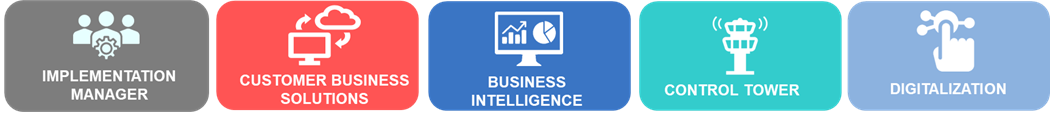 IMPLEMENTATION
MANAGER
CUSTOMER BUSINESS
SOLUTIONS
BUSINESS
INTELLIGENCE
CONTROL TOWER
DIGITALIZATION